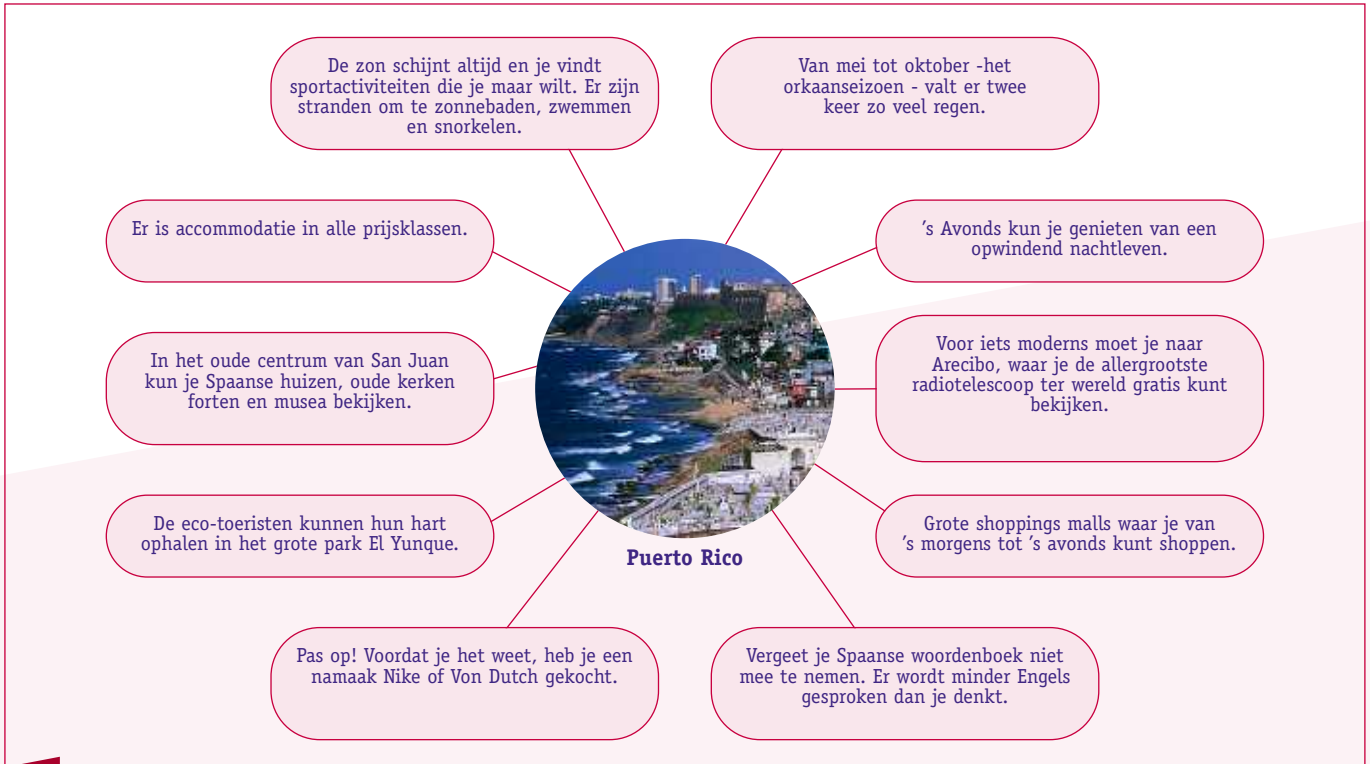 De zon schijnt altijd en je vindt
sportactiviteiten die je maar wilt. Er zijn
stranden om te zonnebaden, zwemmen
en snorkelen.
Van mei tot oktober -het
orkaanseizoen - valt er twee
keer zo veel regen.
Er is accommodatie in alle prijsklassen.
’s Avonds kun je genieten van een
opwindend nachtleven.
In het oude centrum van San Juan
kun je Spaanse huizen, oude kerken
forten en musea bekijken.
Voor iets moderns moet je naar
Arecibo, waar je de allergrootste
radiotelescoop ter wereld gratis kunt
bekijken.
De eco-toeristen kunnen hun hart
ophalen in het grote park El Yunque.
Grote shoppings malls waar je van
’s morgens tot ’s avonds kunt shoppen.
Puerto Rico
Pas op! Voordat je het weet, heb je een
namaak Nike of Von Dutch gekocht.
Vergeet je Spaanse woordenboek niet
mee te nemen. Er wordt minder Engels
gesproken dan je denkt.